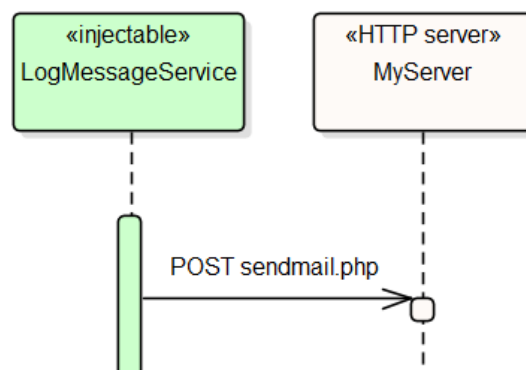 «injectable»
LogMessageService
«HTTP server»
MyServer
POST sendmail.php